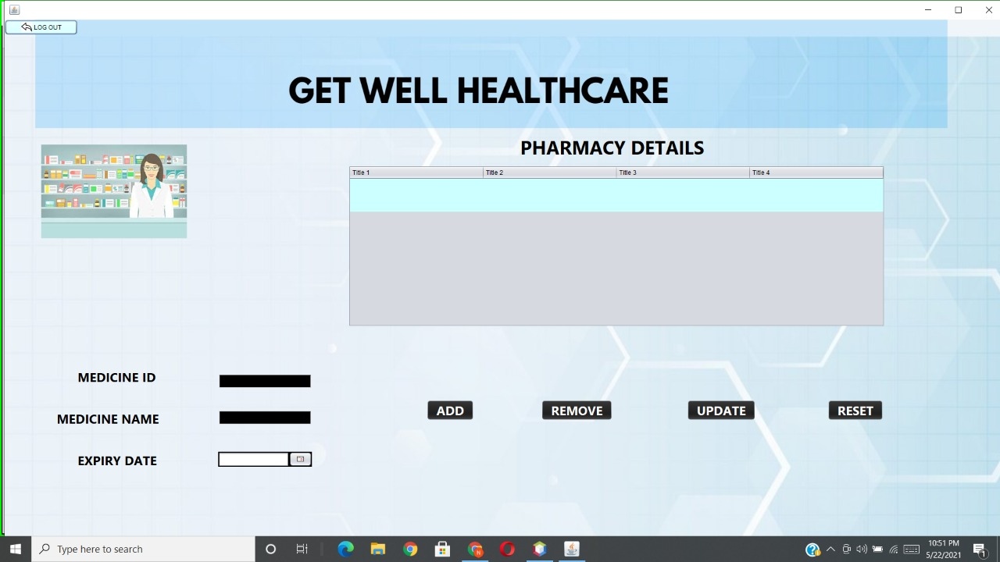 LOG OUT
GET WELL HEALTHCARE
PHARMACY DETAILS
Title 1 Title 2 Title 3 Title 4
MEDICINE ID
MEDICINE NAME
EXPIRY DATE
ADD REMOVE UPDATE RESET
Type here to search
10:51 PM
5/22/2021
1